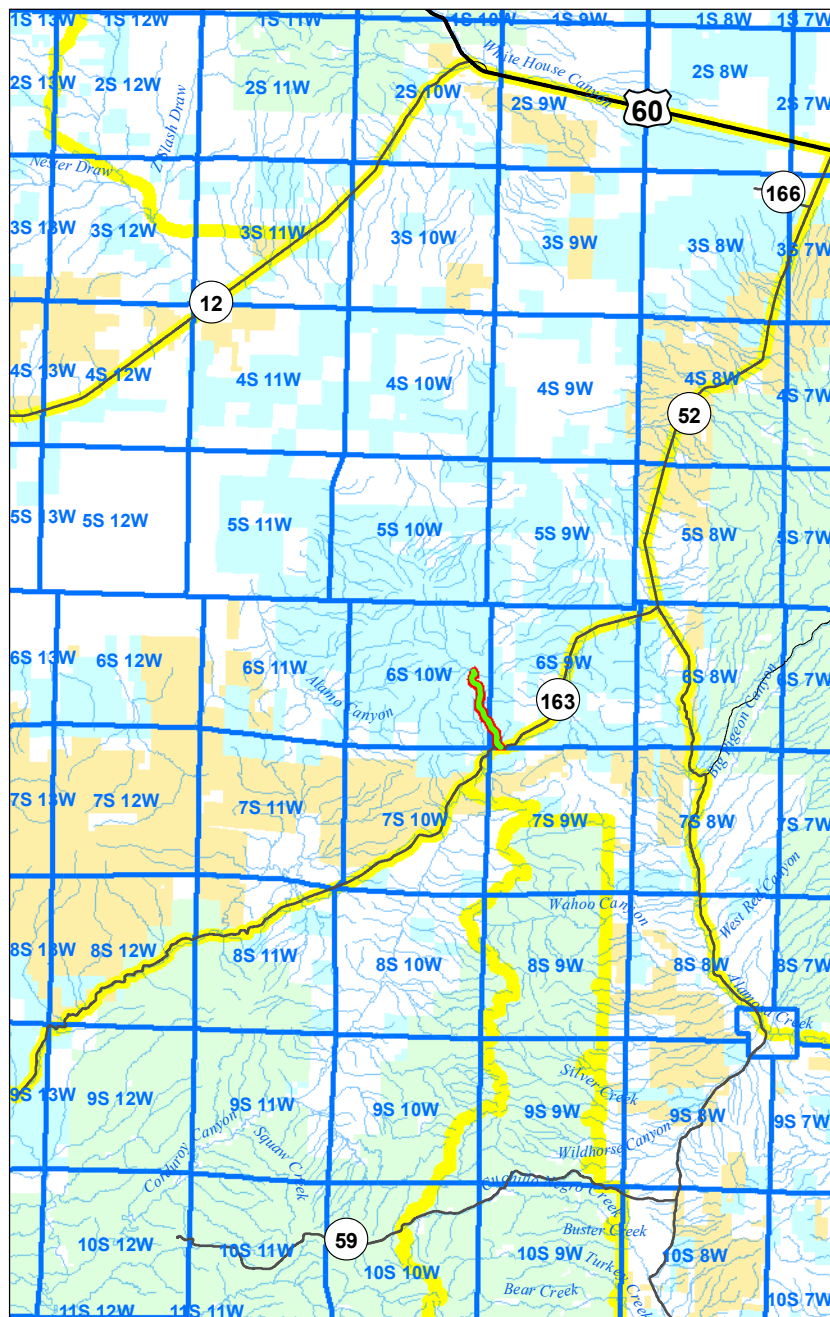 1S 13W 1S 12W 1S 11W 1S 10W 1S 9W 1S 8W 1S 7W
White House Canyon
2S 13W 2S 12W 2S 11W 2S 10W 2S 9W 2S 8W 2S 7W
60
Z Slash Draw
Nester Draw
166
3S 13W 3S 12W 3S 11W 3S 10W 3S 9W 3S 8W 3S 7W
12
4S 13W 4S 12W 4S 11W 4S 10W 4S 9W 4S 8W 4S 7W
52
5S 13W 5S 12W 5S 11W 5S 10W 5S 9W 5S 8W 5S 7W
6S 13W 6S 12W 6S 11W 6S 10W 6S 9W 6S 8W 6S 7W
Alamo Canyon
163
Big Pigeon Canyon
7S 13W 7S 12W 7S 11W 7S 10W 7S 9W 7S 8W 7S 7W
Wahoo Canyon
West Red Canyon
8S 13W 8S 12W 8S 11W 8S 10W 8S 9W 8S 8W 8S 7W
Alamosa Creek
Silver Creek
9S 13W 9S 12W 9S 11W 9S 10W 9S 9W 9S 8W 9S 7W
Corduroy Canyon
Squaw Creek
Wildhorse Canyon
Cuchillo Negro Creek
Buster Creek
59
10S 12W 10S 11W 10S 10W 10S 9W 10S 8W 10S 7W
Turkey Creek
Bear Creek
11S 12W 11S 11W